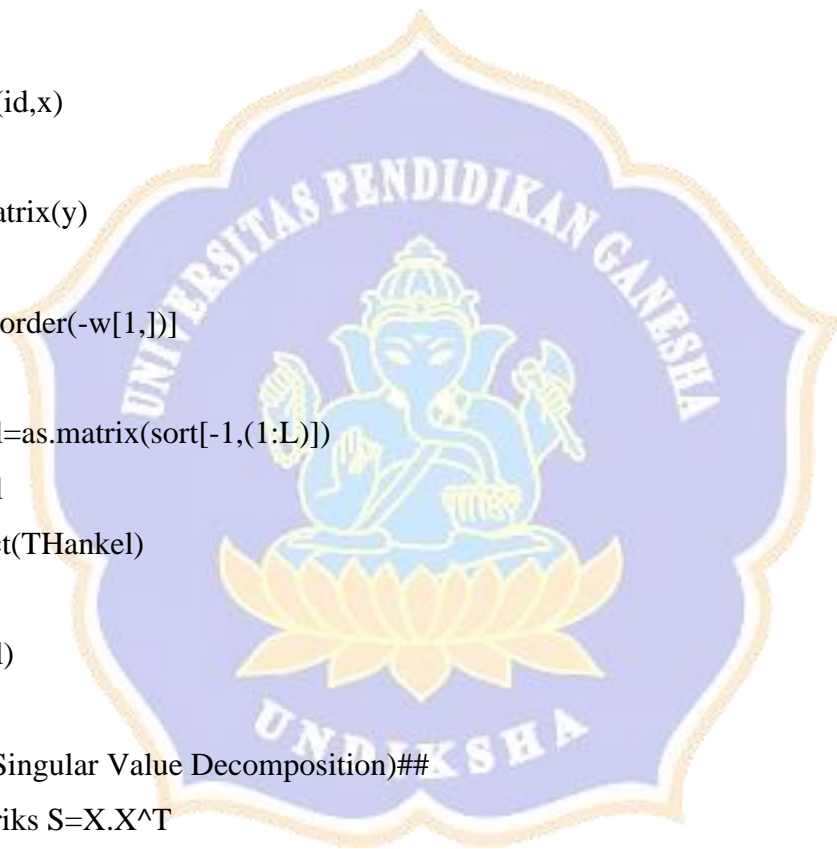 (id,x)
atrix(y)
UNIVERSITAS PENDIDIKAN GANESHA
order(-w[1,])]
l=as.matrix(sort[-1,(1:L)])
l
t(THankel)
l)
UNDIKSHA
Singular Value Decomposition)##
riks S=X.X^T